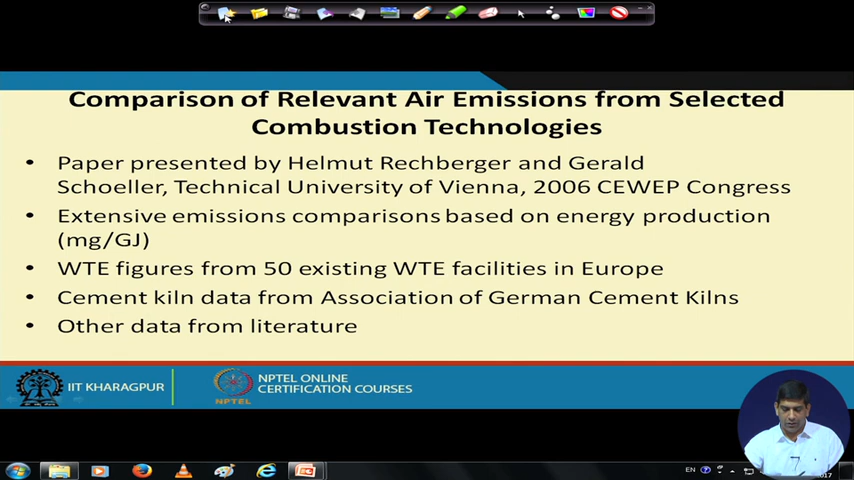 Comparison of Relevant Air Emissions from Selected
Combustion Technologies
• Paper presented by Helmut Rechberger and Gerald
Schoeller, Technical University of Vienna, 2006 CEWEP Congress
• Extensive emissions comparisons based on energy production
(mg/GJ)
• WTE figures from 50 existing WTE facilities in Europe
• Cement kiln data from Association of German Cement Kilns
• Other data from literature
IIT KHARAGPUR
NPTEL
NPTEL ONLINE
CERTIFICATION COURSES
EN